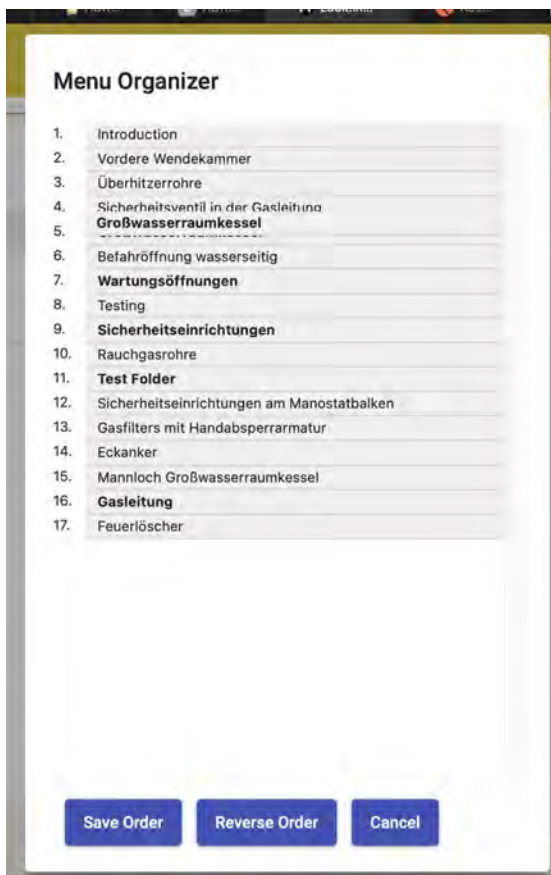 Menu Organizer
1. Introduction
2. Vordere Wendekammer
3. Überhitzerrohre
4. Sicherheitsventil in der Gasleitung
Großwasserraumkessel
5.
6. Befahröffnung wasserseitig
7. Wartungsöffnungen
8. Testing
9. Sicherheitseinrichtungen
10. Rauchgasrohre
11. Test Folder
12. Sicherheitseinrichtungen am Manostatbalken
13. Gasfilters mit Handabsperrarmatur
14. Eckanker
15. Mannloch Großwasserraumkessel
16. Gasleitung
17. Feuerlöscher
Save Order Reverse Order Cancel